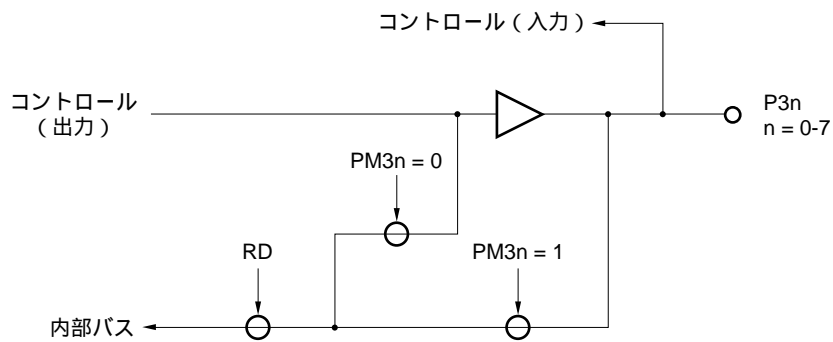 コントロール（入力）
コントロール
（出力）
P3n
n = 0-7
PM3n = 0
RD
PM3n = 1
内部バス